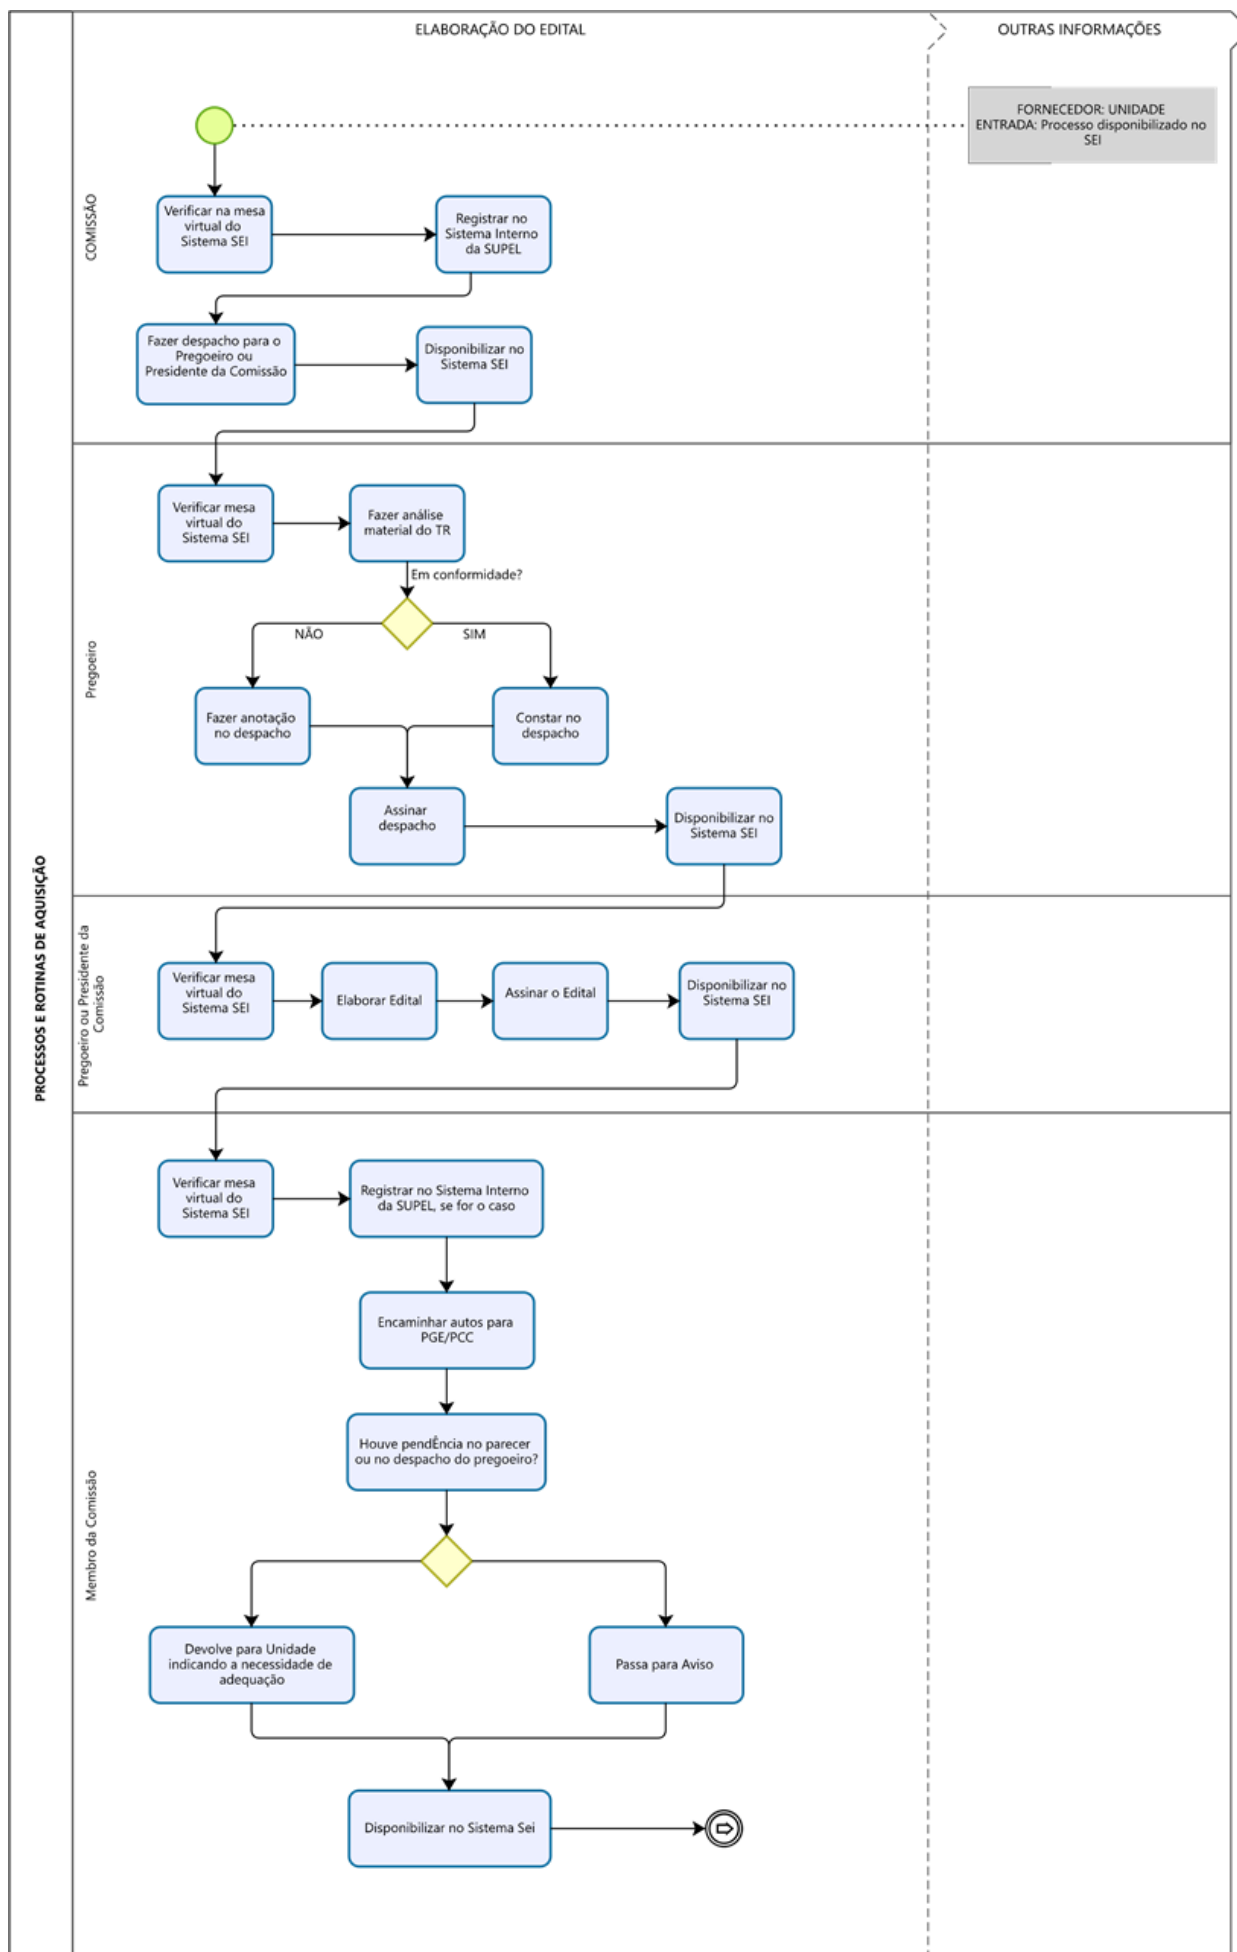 ELABORAÇÃO DO EDITAL
OUTRAS INFORMAÇÕES
PROCESSOS E ROTINAS DE AQUISIÇÃO
COMISSÃO
FORNECEDOR: UNIDADE
ENTRADA: Processo disponibilizado no
SEI
Verificar na mesa
virtual do
Sistema SEI
Registrar no
Sistema Interno
da SUPEL
Fazer despacho para o
Pregoeiro ou
Presidente da Comissão
Disponibilizar no
Sistema SEI
Pregoeiro
Verificar mesa
virtual do
Sistema SEI
Fazer análise
material do TR
Em conformidade?
NÃO
SIM
Fazer anotação
no despacho
Constar no
despacho
Assinar
despacho
Disponibilizar no
Sistema SEI
Pregoeiro ou Presidente da
Comissão
Verificar mesa
virtual do
Sistema SEI
Elaborar Edital
Assinar o Edital
Disponibilizar no
Sistema SEI
Membro da Comissão
Verificar mesa
virtual do
Sistema SEI
Registrar no Sistema Interno
da SUPEL, se for o caso
Encaminhar autos para
PGE/PCC
Houve pendÊncia no parecer
ou no despacho do pregoeiro?
Devolve para Unidade
indicando a necessidade de
adequação
Passa para Aviso
Disponibilizar no Sistema Sei